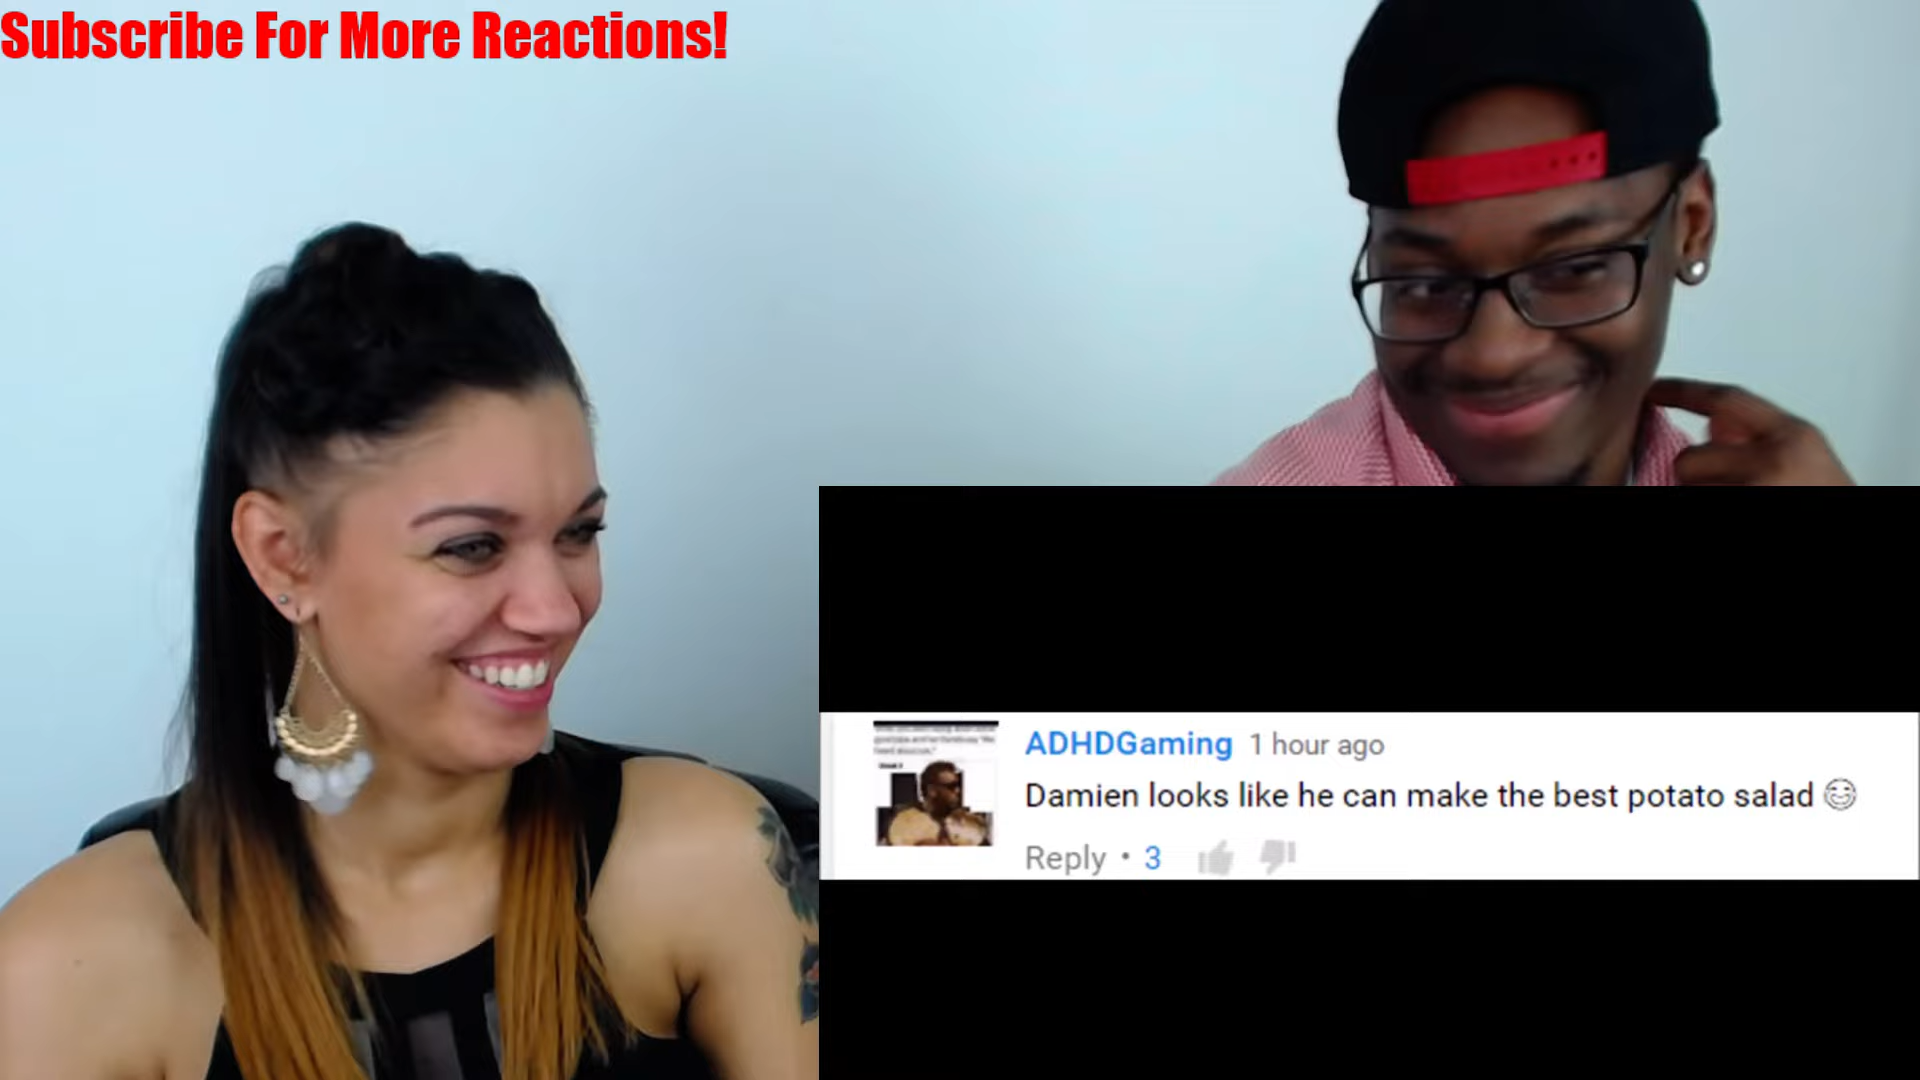 Subscribe For More Reactions!
ADHDGaming 1 hour ago
Damien looks like he can make the best potato salad 😂
Reply • 3